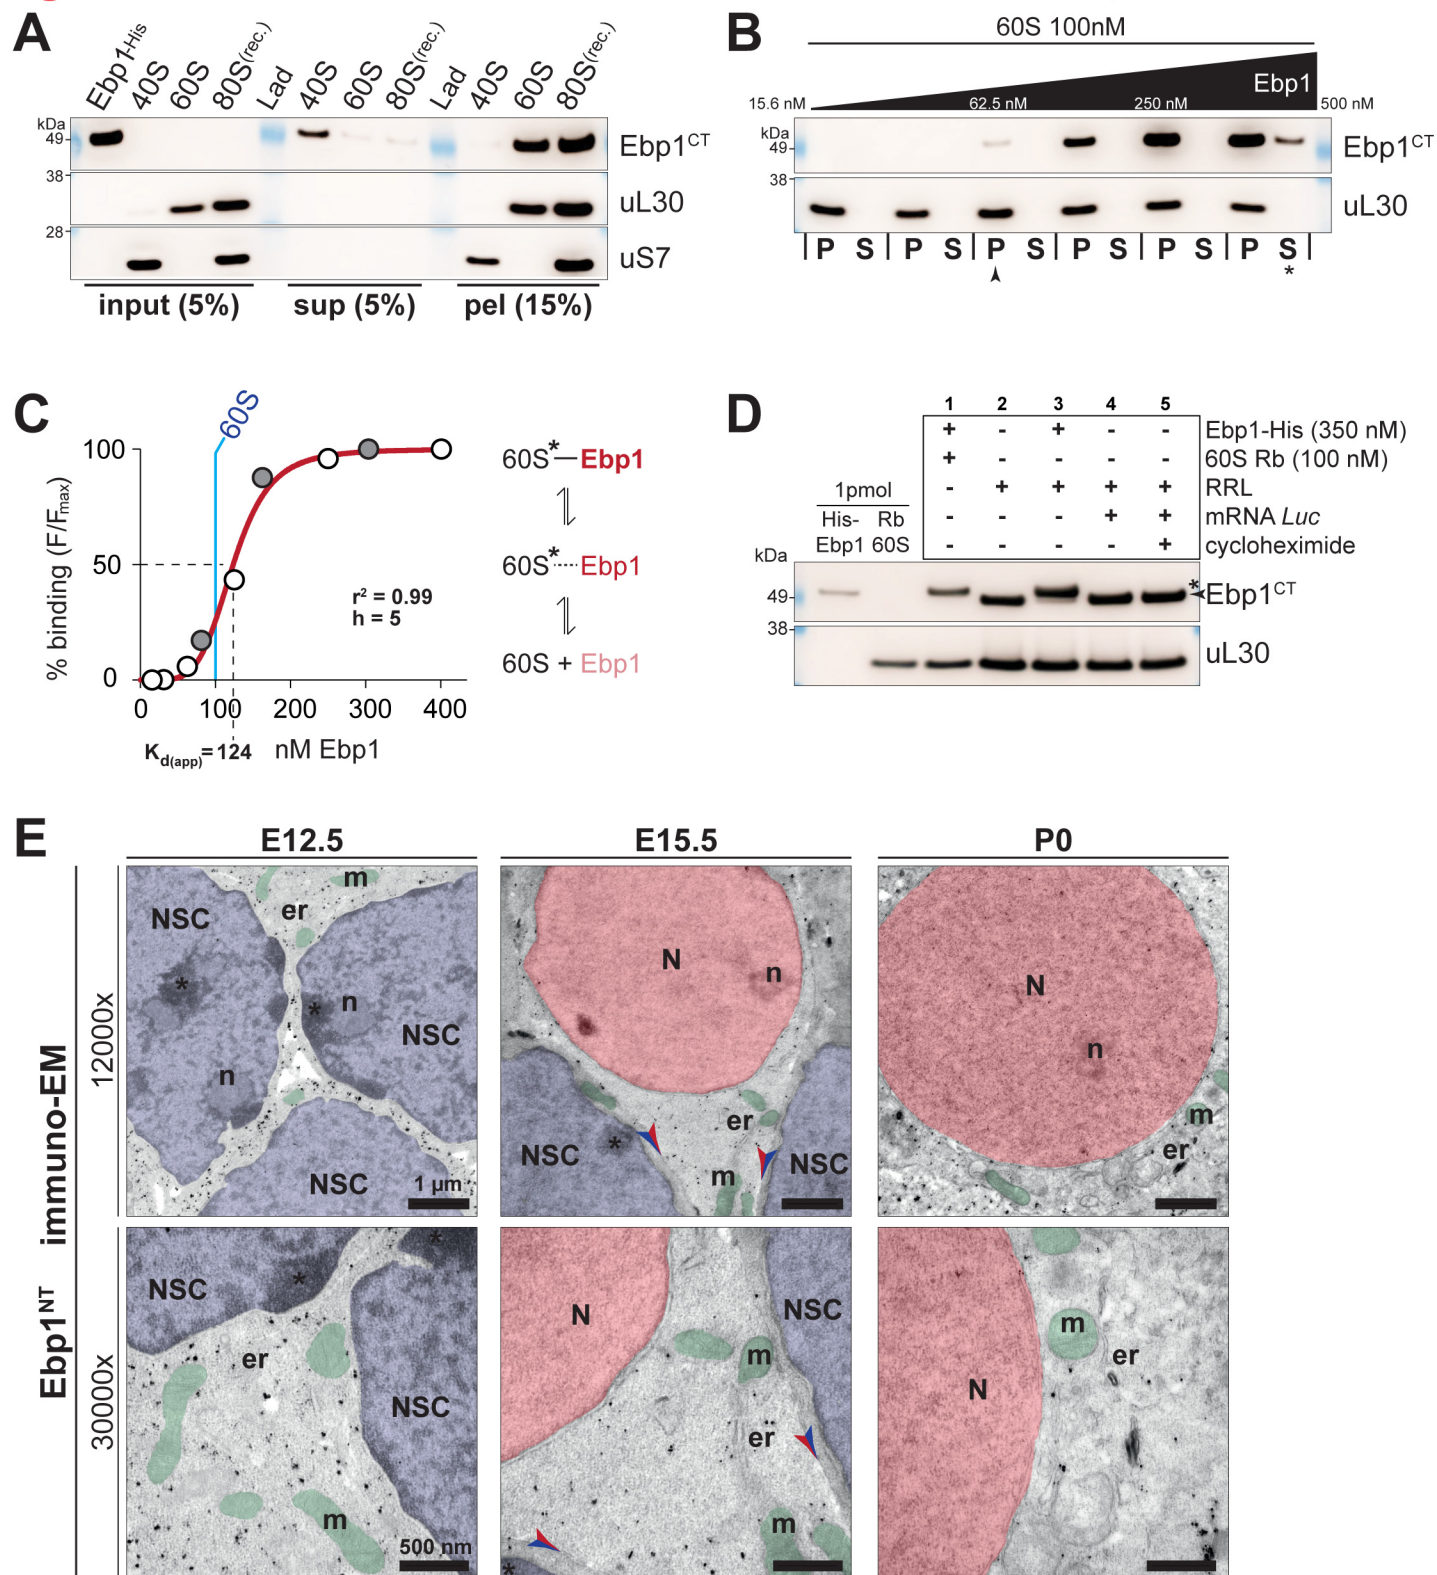 A
Ebp1-His
40S
60S
80S(rec.)
Lad
40S
60S
80S(rec.)
Lad
40S
60S
80S(rec.)
kDa
49
38
28
Ebp1CT
uL30
uS7
input (5%)
sup (5%)
pel (15%)
B
60S 100nM
Ebp1
15.6 nM
62.5 nM
250 nM
500 nM
kDa
49
38
Ebp1CT
uL30
P S P S P S P S P S P S
*
C
60S
100
50
0
% binding (F/Fmax)
r² = 0.99
h = 5
0 100 200 300 400
Kd(app)= 124
nM Ebp1
60S*—Ebp1
60S*····Ebp1
60S + Ebp1
D
1 2 3 4 5
+ - + - - Ebp1-His (350 nM)
+ - - - - 60S Rb (100 nM)
- + + + + RRL
- - - + + mRNA Luc
- - - - + cycloheximide
1pmol
His-Ebp1
Rb 60S
kDa
49
38
*
Ebp1CT
uL30
E
E12.5
E15.5
P0
Ebp1NT immuno-EM
12000x
30000x
m
er
NSC
*
*
n
NSC
n
NSC
1 µm
N
n
er
NSC
*
m
NSC
N
n
m
er
*
*
NSC
er
NSC
m
500 nm
N
NSC
m
er
m
*
m
er
N